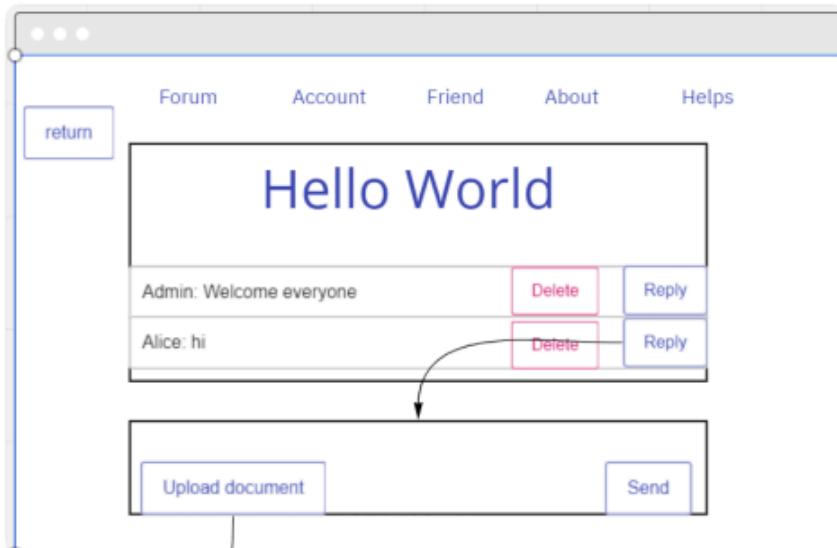 Forum Account Friend About Helps
return
Hello World
Admin: Welcome everyone Delete Reply
Alice: hi Delete Reply
Upload document Send